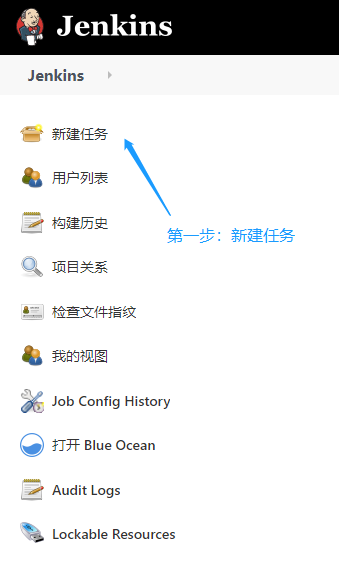 Jenkins
Jenkins
新建任务
用户列表
第一步：新建任务
构建历史
项目关系
检查文件指纹
我的视图
Job Config History
打开 Blue Ocean
Audit Logs
Lockable Resources